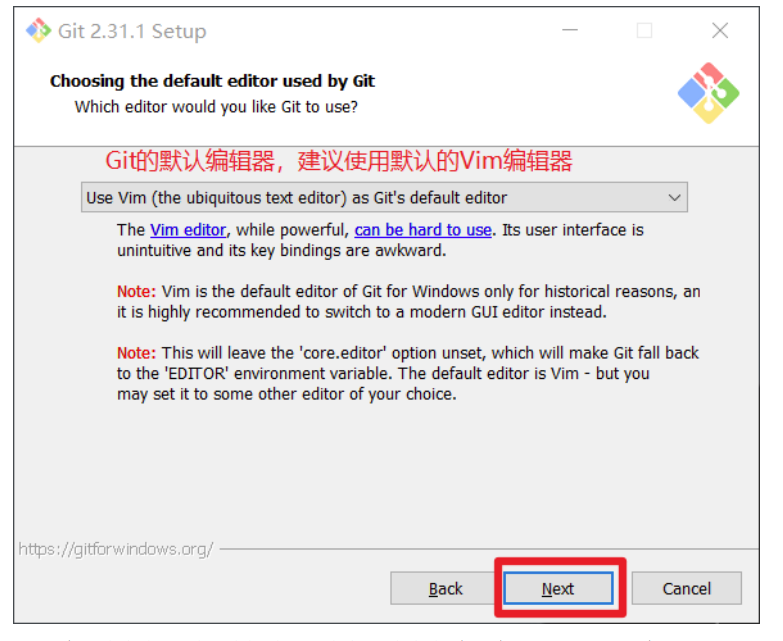 Git 2.31.1 Setup
Choosing the default editor used by Git
Which editor would you like Git to use?
Git的默认编辑器，建议使用默认的Vim编辑器
Use Vim (the ubiquitous text editor) as Git's default editor
The Vim editor, while powerful, can be hard to use. Its user interface is
unintuitive and its key bindings are awkward.
Note: Vim is the default editor of Git for Windows only for historical reasons, an
it is highly recommended to switch to a modern GUI editor instead.
Note: This will leave the 'core.editor' option unset, which will make Git fall back
to the 'EDITOR' environment variable. The default editor is Vim - but you
may set it to some other editor of your choice.
https://gitforwindows.org/
Back
Next
Cancel